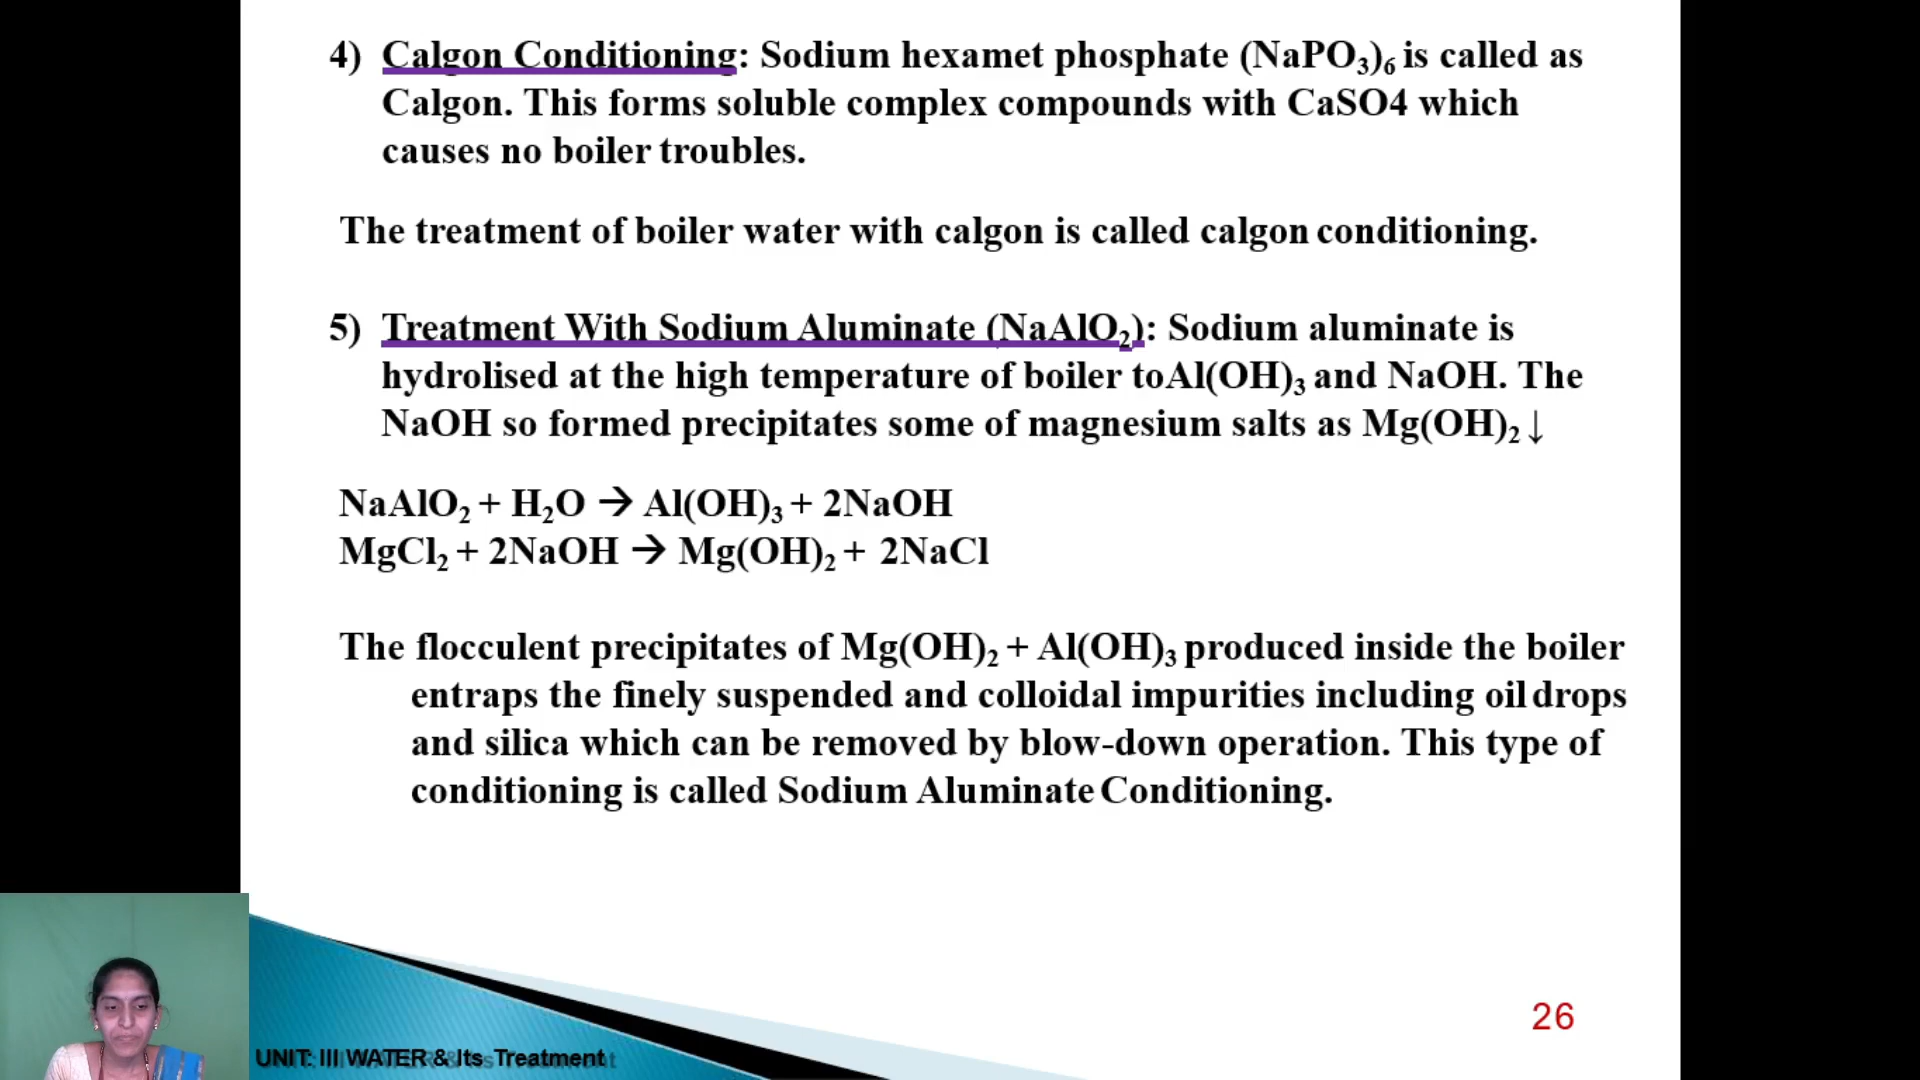 4) Calgon Conditioning: Sodium hexamet phosphate (NaPO₃)₆ is called as
Calgon. This forms soluble complex compounds with CaSO4 which
causes no boiler troubles.
The treatment of boiler water with calgon is called calgon conditioning.
5) Treatment With Sodium Aluminate (NaAlO₂): Sodium aluminate is
hydrolised at the high temperature of boiler toAl(OH)₃ and NaOH. The
NaOH so formed precipitates some of magnesium salts as Mg(OH)₂ ↓
NaAlO₂ + H₂O → Al(OH)₃ + 2NaOH
MgCl₂ + 2NaOH → Mg(OH)₂ + 2NaCl
The flocculent precipitates of Mg(OH)₂ + Al(OH)₃ produced inside the boiler
entraps the finely suspended and colloidal impurities including oil drops
and silica which can be removed by blow-down operation. This type of
conditioning is called Sodium Aluminate Conditioning.
26
UNIT: III WATER & Its Treatment